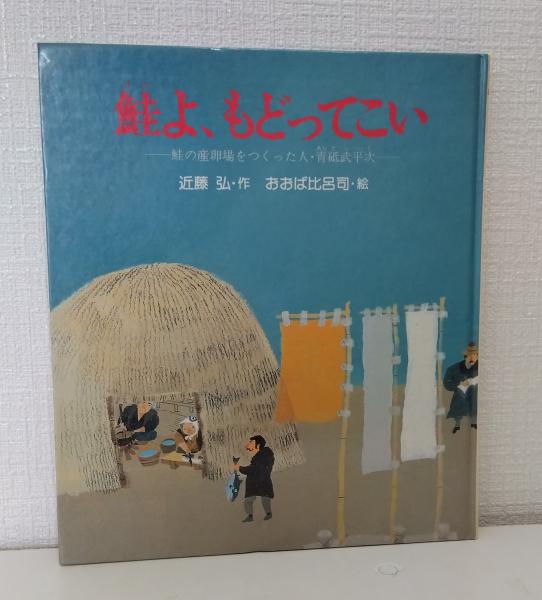 鮭よ、もどってこい
──鮭の産卵場をつくった人・青砥武平次──
近藤 弘・作 おおば比呂司・絵